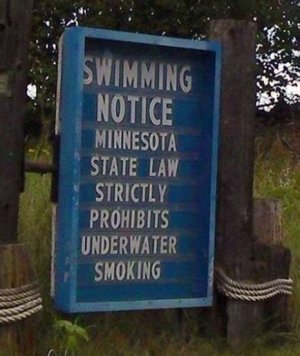 SWIMMING
NOTICE
MINNESOTA
STATE LAW
STRICTLY
PROHIBITS
UNDERWATER
SMOKING